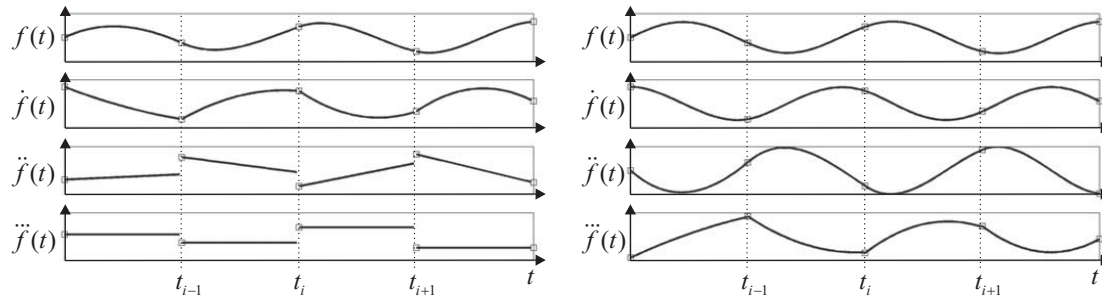 f(t)
ḟ(t)
f̈(t)
f⃛(t)
t_{i−1} t_i t_{i+1} t
f(t)
ḟ(t)
f̈(t)
f⃛(t)
t_{i−1} t_i t_{i+1} t